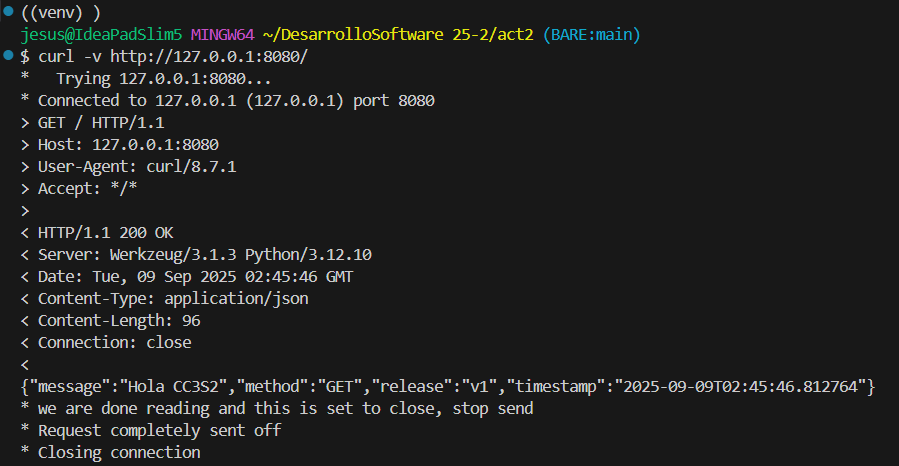 ((venv) )
jesus@IdeaPadSlim5 MINGW64 ~/DesarrolloSoftware 25-2/act2 (BARE:main)
$ curl -v http://127.0.0.1:8080/
*   Trying 127.0.0.1:8080...
* Connected to 127.0.0.1 (127.0.0.1) port 8080
> GET / HTTP/1.1
> Host: 127.0.0.1:8080
> User-Agent: curl/8.7.1
> Accept: */*
>
< HTTP/1.1 200 OK
< Server: Werkzeug/3.1.3 Python/3.12.10
< Date: Tue, 09 Sep 2025 02:45:46 GMT
< Content-Type: application/json
< Content-Length: 96
< Connection: close
<
{"message":"Hola CC3S2","method":"GET","release":"v1","timestamp":"2025-09-09T02:45:46.812764"}
* we are done reading and this is set to close, stop send
* Request completely sent off
* Closing connection